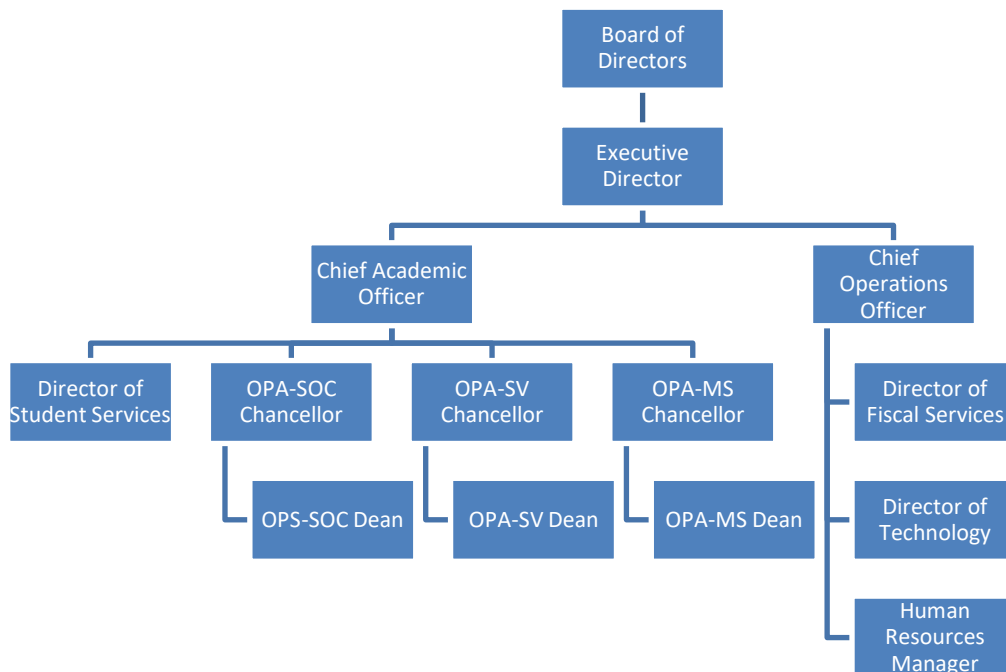 Board of
Directors
Executive
Director
Chief Academic
Officer
Chief
Operations
Officer
Director of
Student Services
OPA-SOC
Chancellor
OPA-SV
Chancellor
OPA-MS
Chancellor
Director of
Fiscal Services
OPS-SOC Dean
OPA-SV Dean
OPA-MS Dean
Director of
Technology
Human
Resources
Manager